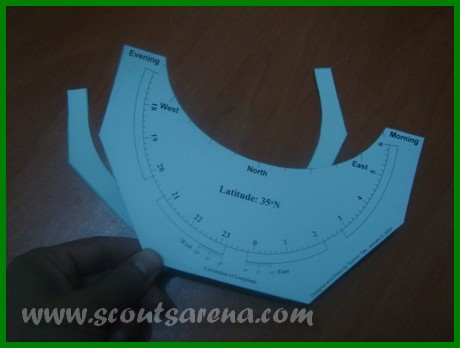 Evening
Morning
West
East
North
Latitude: 35°N
18
19
20
21
22
23
0
1
2
3
4
5
6
West
East
Correction of Longitude
www.scoutsarena.com